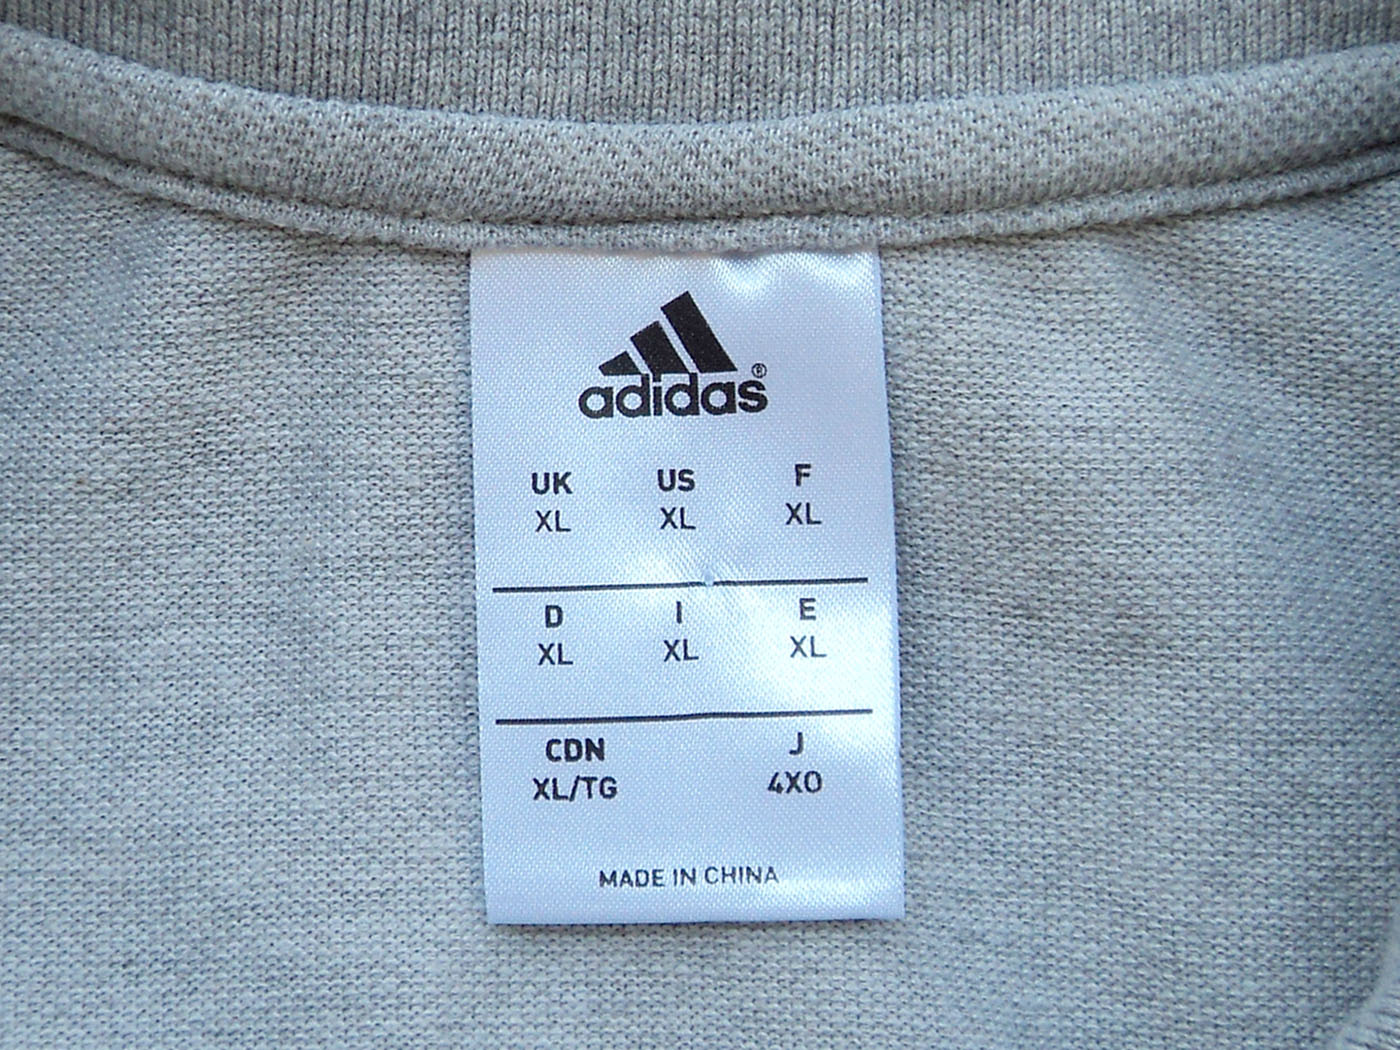 adidas®
UK US F
XL XL XL
D I E
XL XL XL
CDN J
XL/TG 4XO
MADE IN CHINA